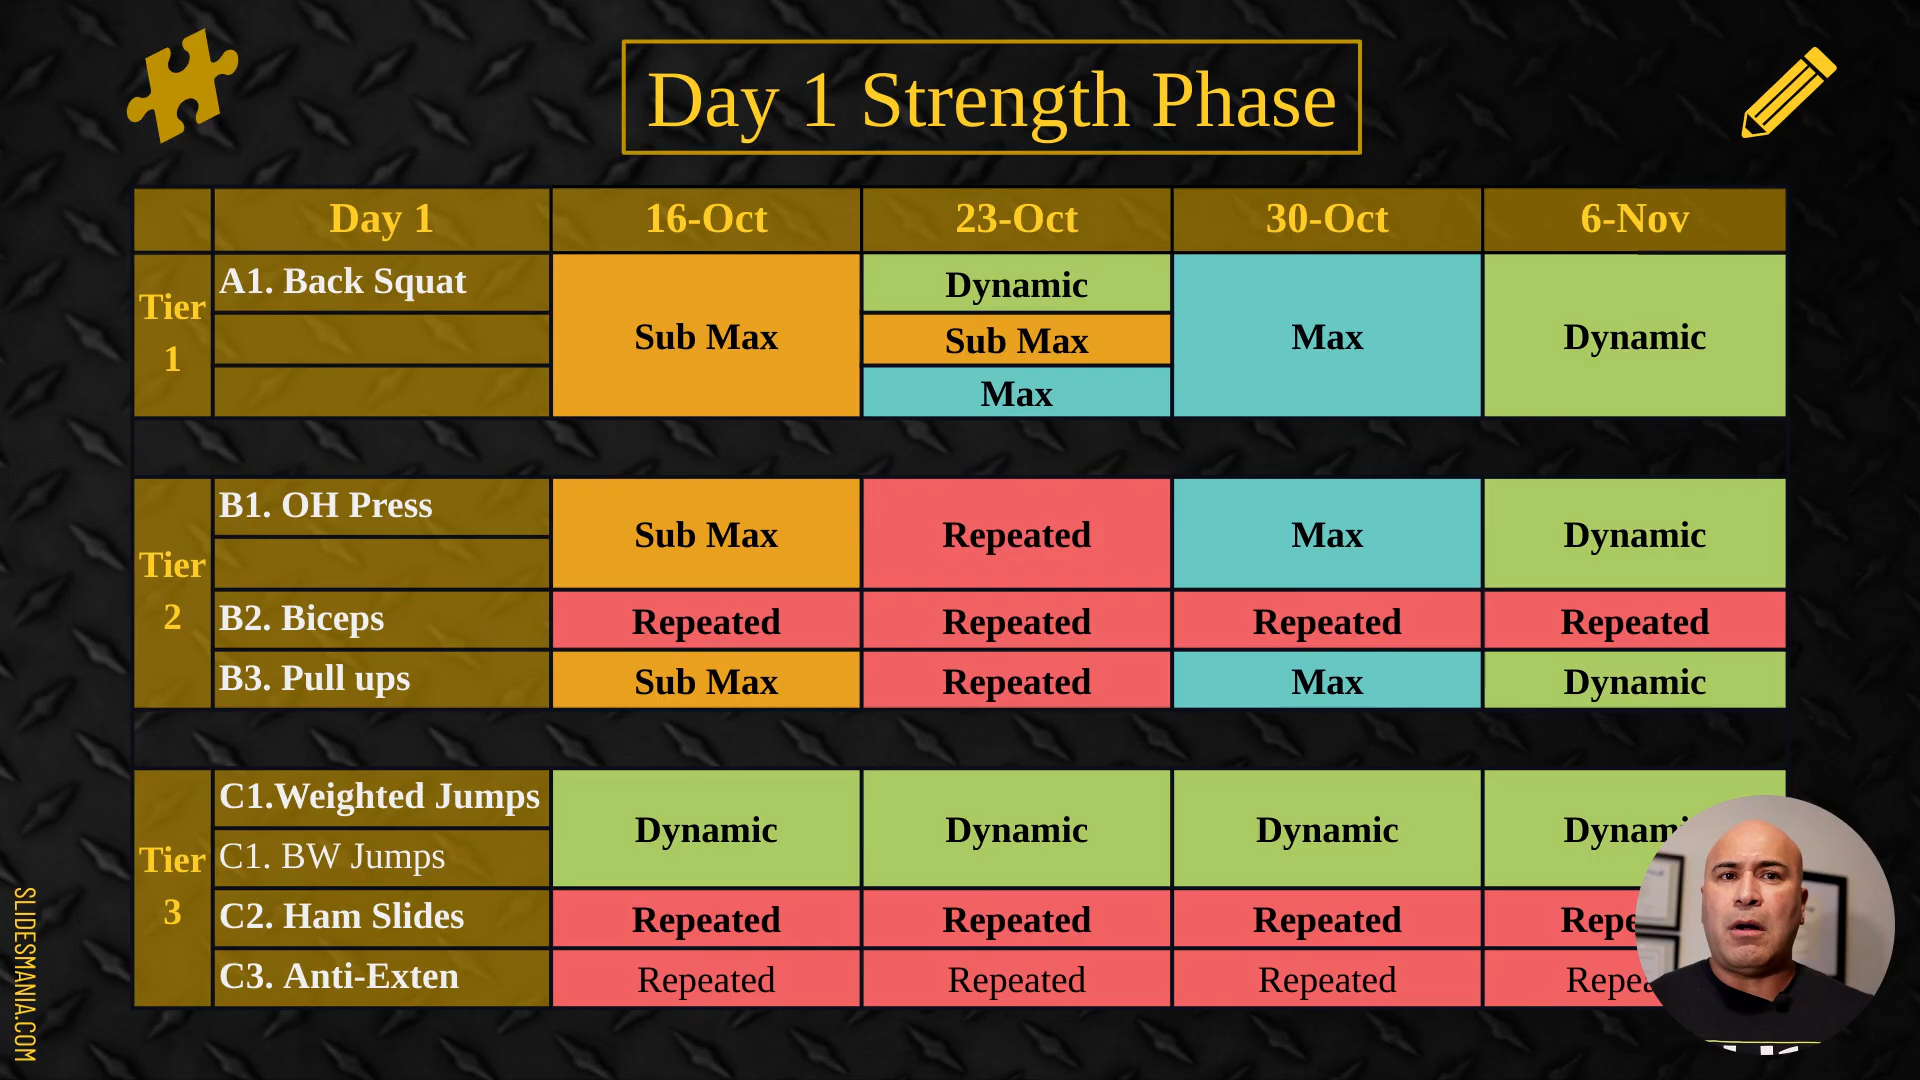 Day 1 Strength Phase
Day 1 16-Oct 23-Oct 30-Oct 6-Nov
Tier 1
A1. Back Squat Sub Max Dynamic Max Dynamic
Sub Max
Max
Tier 2
B1. OH Press Sub Max Repeated Max Dynamic
B2. Biceps Repeated Repeated Repeated Repeated
B3. Pull ups Sub Max Repeated Max Dynamic
Tier 3
C1.Weighted Jumps Dynamic Dynamic Dynamic
C1. BW Jumps
C2. Ham Slides Repeated Repeated Repeated
C3. Anti-Exten Repeated Repeated Repeated
SLIDESMANIA.COM